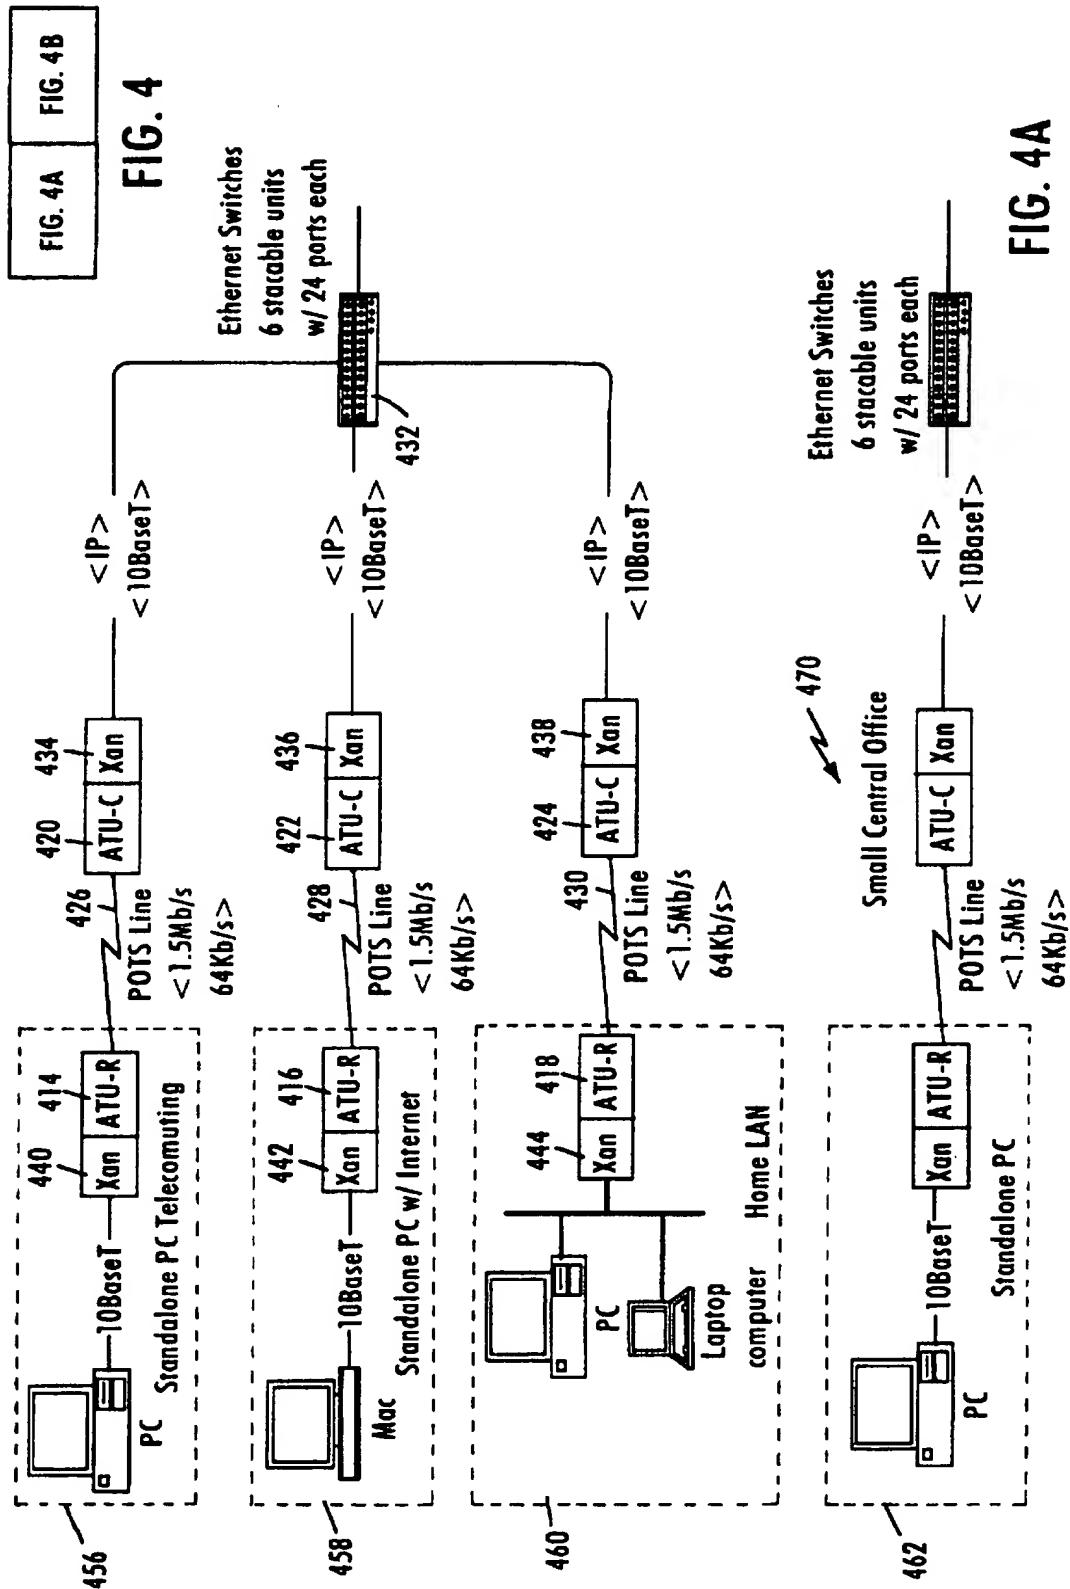 FIG. 4A
FIG. 4B
FIG. 4
Ethernet Switches
6 stacable units
w/ 24 ports each
432
456
PC
10BaseT
440
414
Xan
ATU-R
Standalone PC Telecomuting
426
POTS Line
<1.5Mb/s
64Kb/s>
420
434
ATU-C
Xan
<IP>
<10BaseT>
458
Mac
10BaseT
442
416
Xan
ATU-R
Standalone PC w/ Internet
428
POTS Line
<1.5Mb/s
64Kb/s>
422
436
ATU-C
Xan
<IP>
<10BaseT>
460
PC
Laptop
computer
444
418
Xan
ATU-R
Home LAN
430
POTS Line
<1.5Mb/s
64Kb/s>
424
438
ATU-C
Xan
<IP>
<10BaseT>
462
PC
10BaseT
Xan
ATU-R
Standalone PC
POTS Line
<1.5Mb/s
64Kb/s>
Small Central Office
470
ATU-C
Xan
<IP>
<10BaseT>
Ethernet Switches
6 stacable units
w/ 24 ports each
FIG. 4A